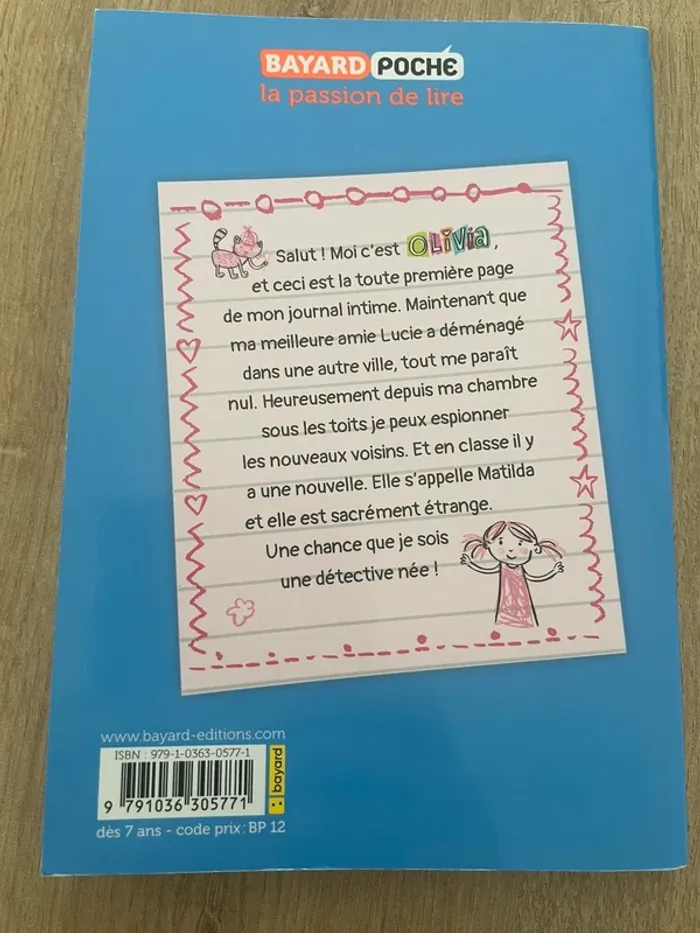 BAYARD POCHE
la passion de lire
Salut ! Moi c'est OLiVia,
et ceci est la toute première page
de mon journal intime. Maintenant que
ma meilleure amie Lucie a déménagé
dans une autre ville, tout me paraît
nul. Heureusement depuis ma chambre
sous les toits je peux espionner
les nouveaux voisins. Et en classe il y
a une nouvelle. Elle s'appelle Matilda
et elle est sacrément étrange.
Une chance que je sois
une détective née !
www.bayard-editions.com
ISBN : 979-1-0363-0577-1
9 791036 305771
bayard
dès 7 ans - code prix : BP 12